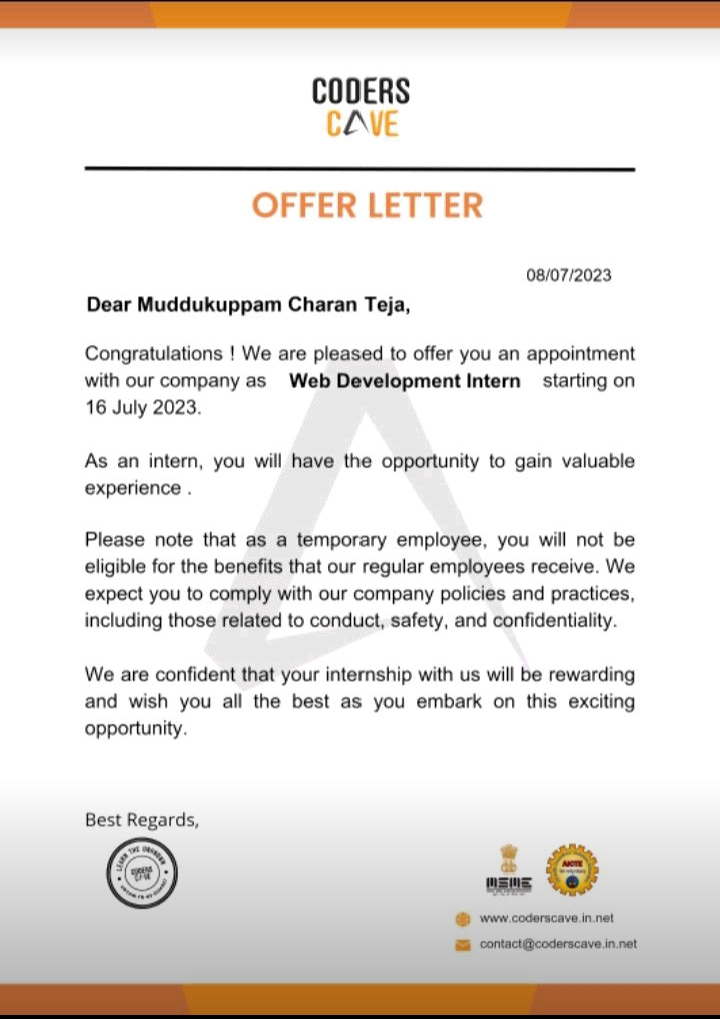 CODERS
CAVE
OFFER LETTER
08/07/2023
Dear Muddukuppam Charan Teja,
Congratulations ! We are pleased to offer you an appointment
with our company as Web Development Intern starting on
16 July 2023.
As an intern, you will have the opportunity to gain valuable
experience .
Please note that as a temporary employee, you will not be
eligible for the benefits that our regular employees receive. We
expect you to comply with our company policies and practices,
including those related to conduct, safety, and confidentiality.
We are confident that your internship with us will be rewarding
and wish you all the best as you embark on this exciting
opportunity.
Best Regards,
LEARN THE
CODERS
CAVE
MSME
AICTE
www.coderscave.in.net
contact@coderscave.in.net